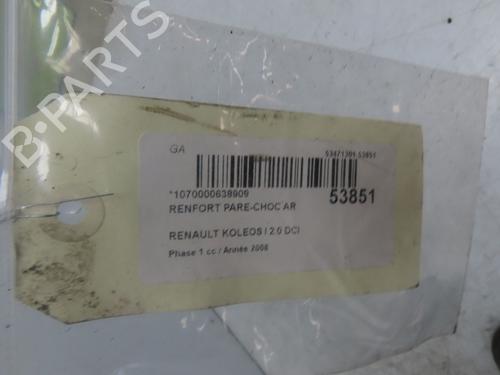 B-PARTS
GA
53471301 53851
*1070000638909
53851
RENFORT PARE-CHOC AR
RENAULT KOLEOS I 2.0 DCI
Phase 1 cc / Année 2008